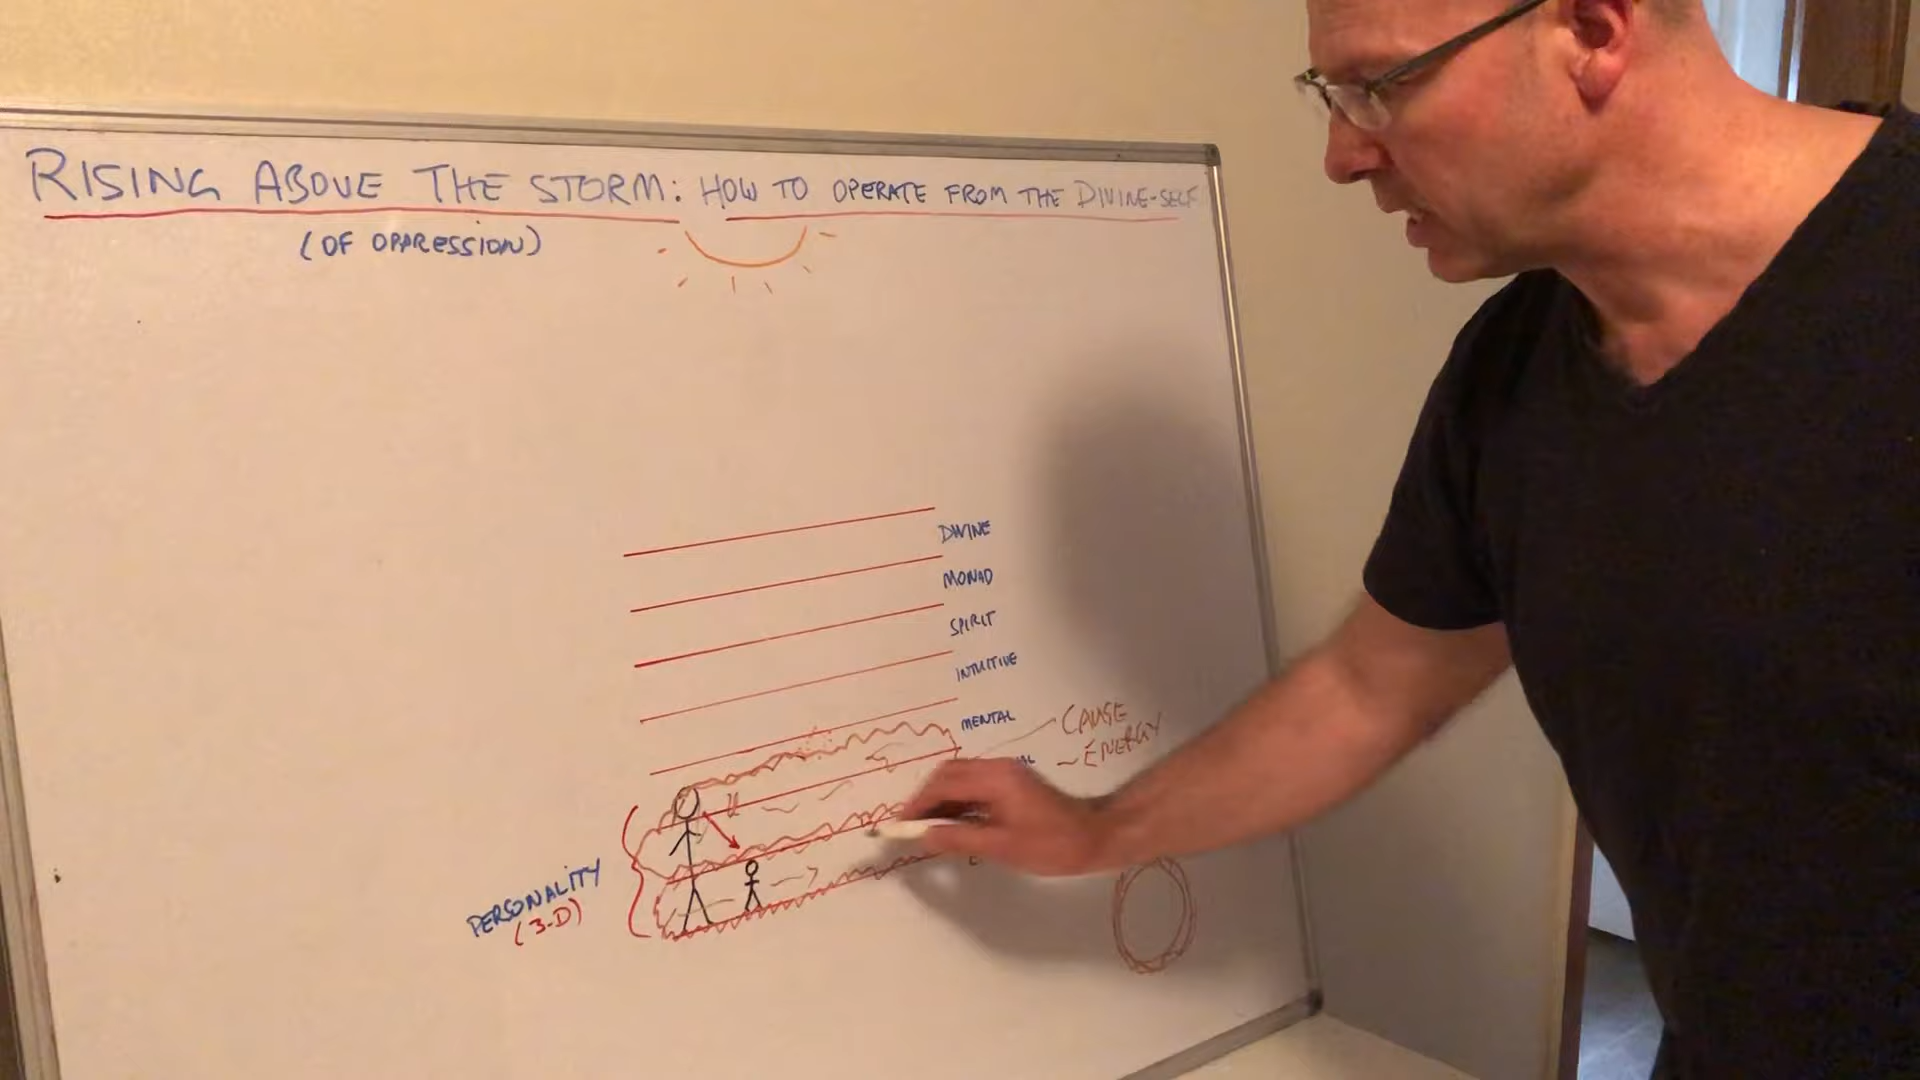 RISING ABOVE THE STORM: HOW TO OPERATE FROM THE DIVINE-SELF
(OF OPPRESSION)
DIVINE
MONAD
SPIRIT
INTUITIVE
MENTAL
CAUSE
- ENERGY
PERSONALITY
(3-D)